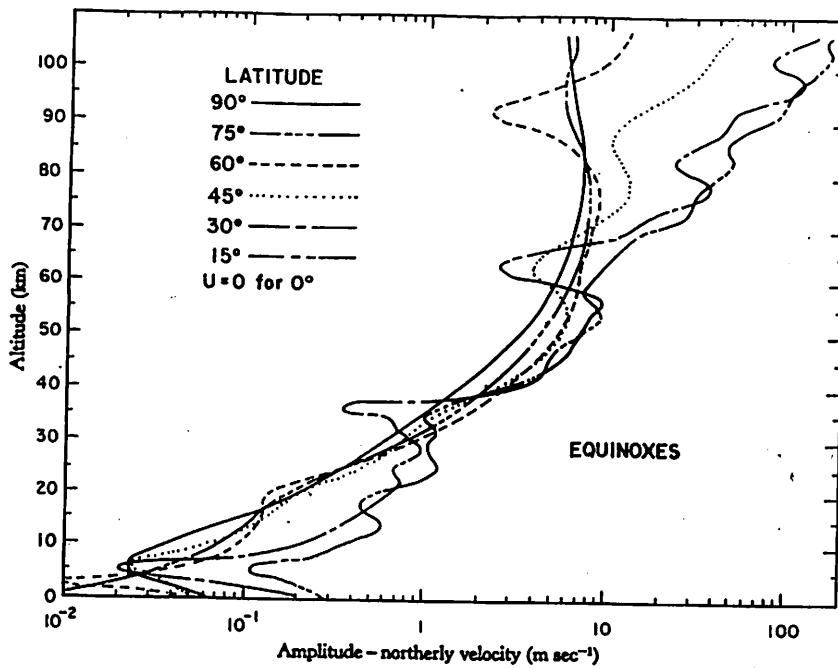 100
90
80
70
60
50
40
30
20
10
0
Altitude (km)
LATITUDE
90°
75°
60°
45°
30°
15°
U=0 for 0°
EQUINOXES
10⁻² 10⁻¹ 1 10 100
Amplitude – northerly velocity (m sec⁻¹)